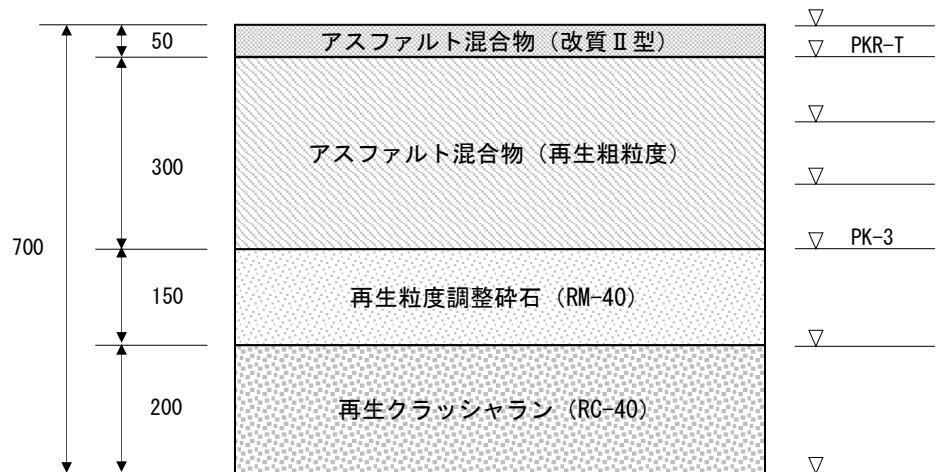 50
アスファルト混合物（改質Ⅱ型）
PKR-T
300
アスファルト混合物（再生粗粒度）
700
PK-3
150
再生粒度調整砕石（RM-40）
200
再生クラッシャラン（RC-40）